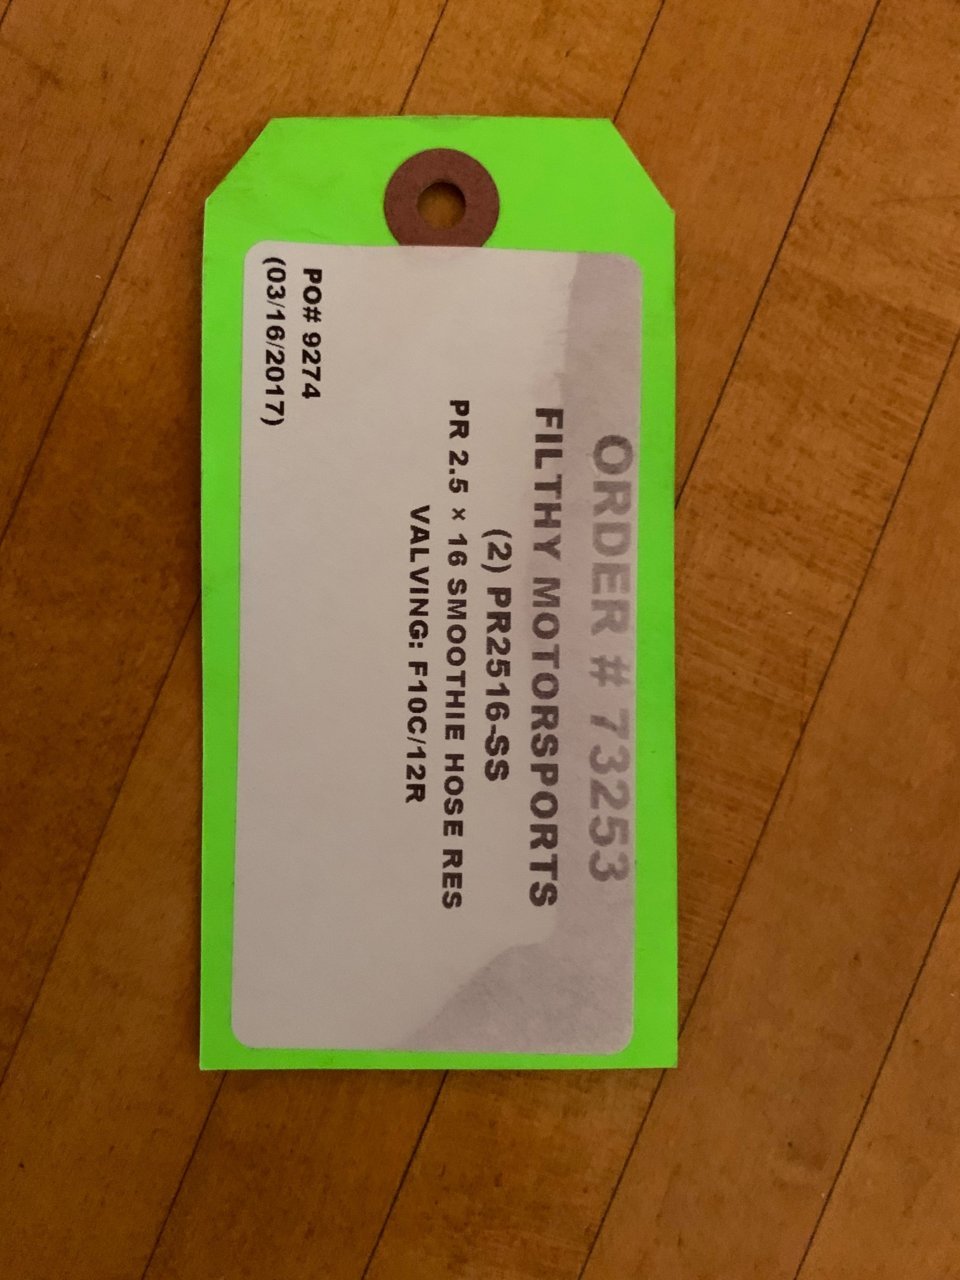 ORDER # 73253
FILTHY MOTORSPORTS
(2) PR2516-SS
PR 2.5 × 16 SMOOTHIE HOSE RES
VALVING: F10C/12R
PO# 9274
(03/16/2017)